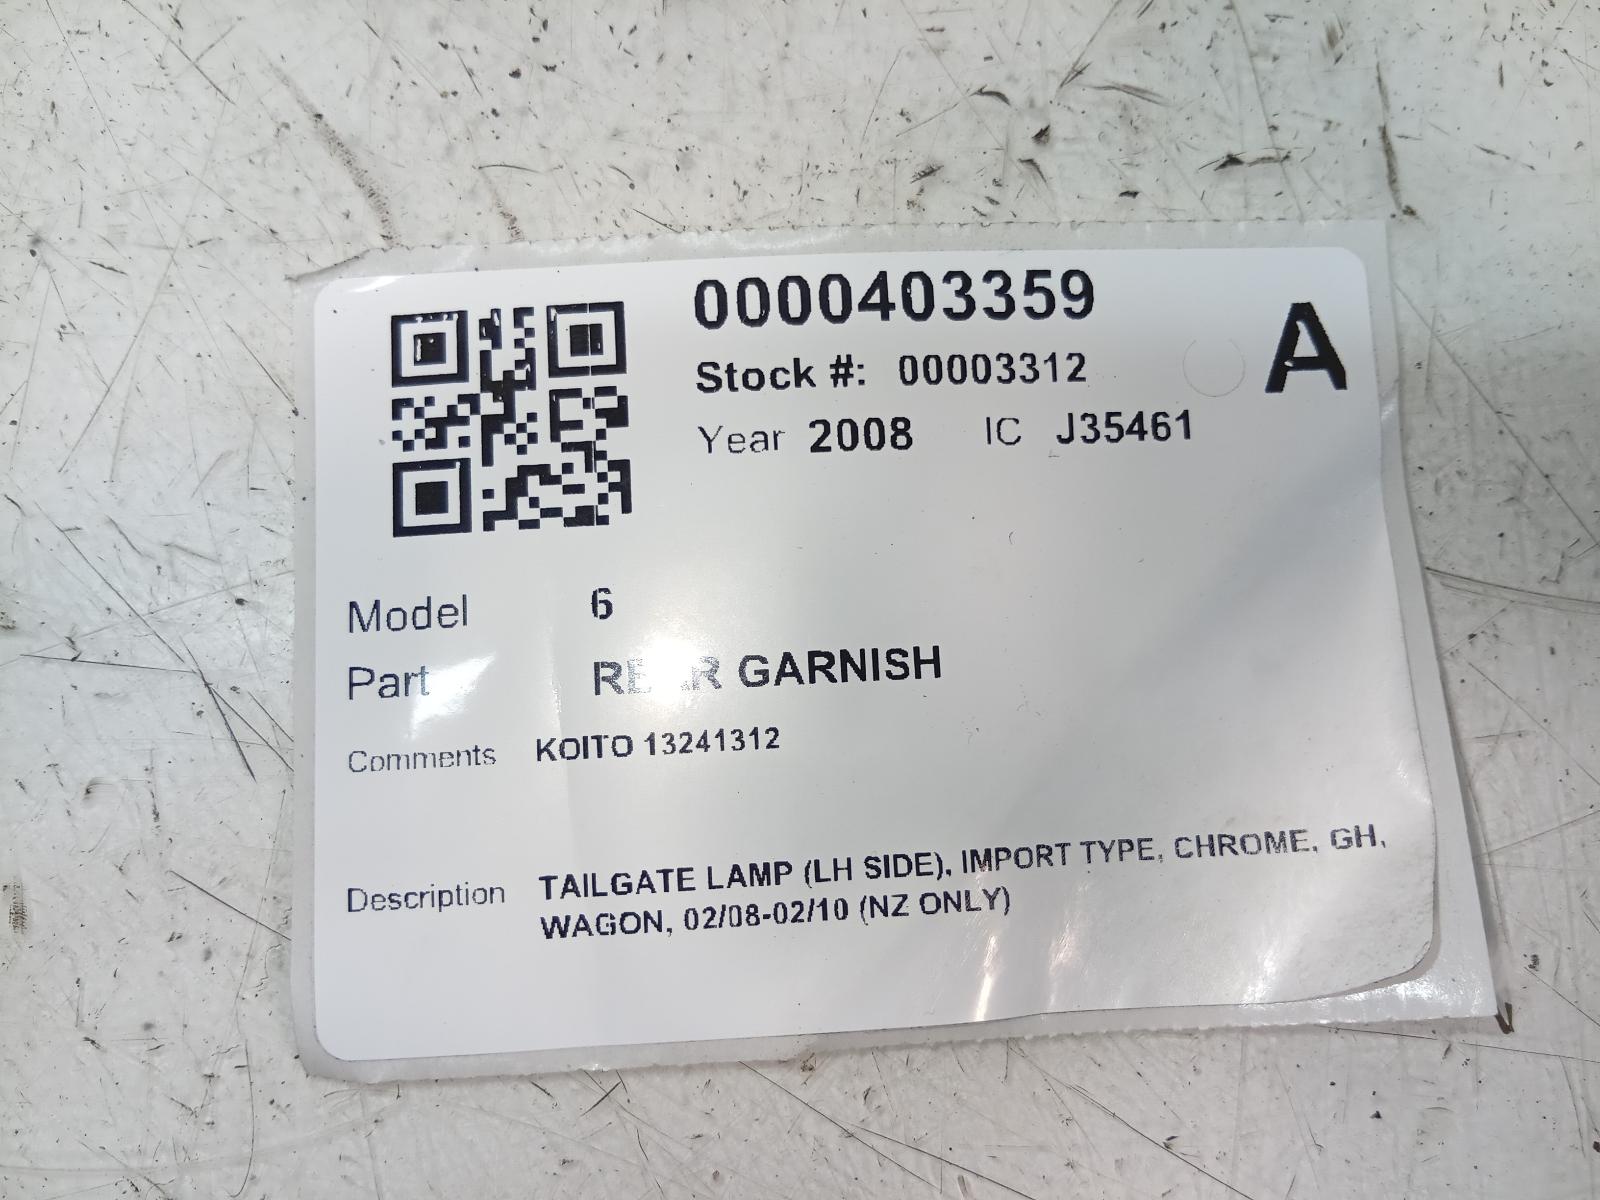 0000403359
A
Stock #: 00003312
Year 2008 IC J35461
Model 6
Part REAR GARNISH
Comments KOITO 13241312
Description TAILGATE LAMP (LH SIDE), IMPORT TYPE, CHROME, GH,
WAGON, 02/08-02/10 (NZ ONLY)